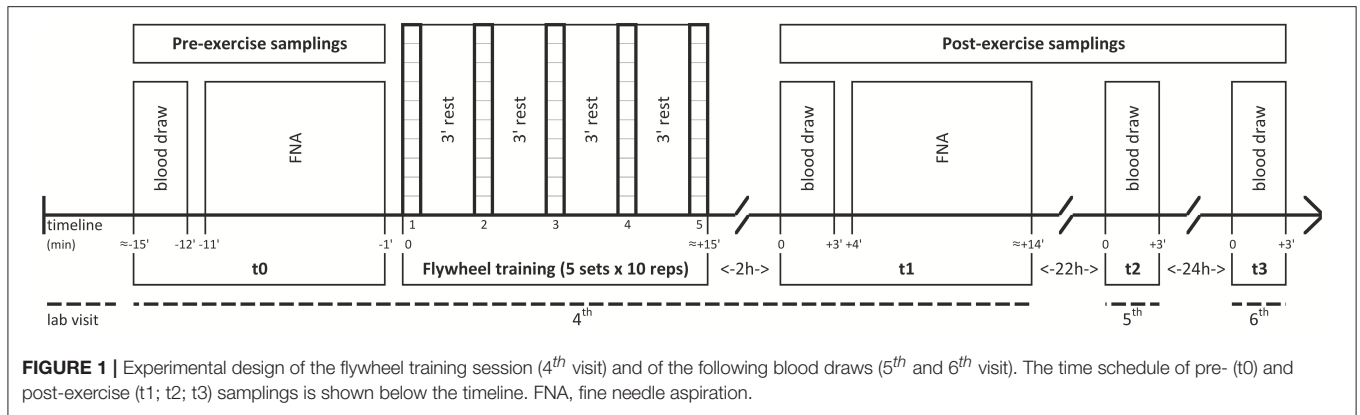 Pre-exercise samplings
Post-exercise samplings
blood draw
FNA
3' rest
3' rest
3' rest
3' rest
blood draw
FNA
blood draw
blood draw
timeline
1 2 3 4 5
(min)
≈-15' -12' -11' -1' 0 ≈+15' 0 +3' +4' ≈+14' 0 +3' 0 +3'
t0 Flywheel training (5 sets x 10 reps) <-2h-> t1 <-22h-> t2 <-24h-> t3
lab visit 4th 5th 6th
FIGURE 1 | Experimental design of the flywheel training session (4th visit) and of the following blood draws (5th and 6th visit). The time schedule of pre- (t0) and
post-exercise (t1; t2; t3) samplings is shown below the timeline. FNA, fine needle aspiration.